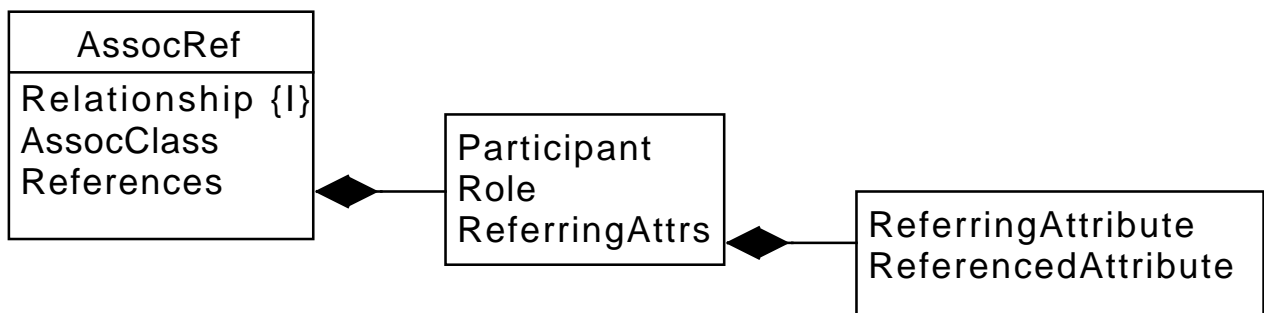 AssocRef
Relationship {I}
AssocClass
References
Participant
Role
ReferringAttrs
ReferringAttribute
ReferencedAttribute